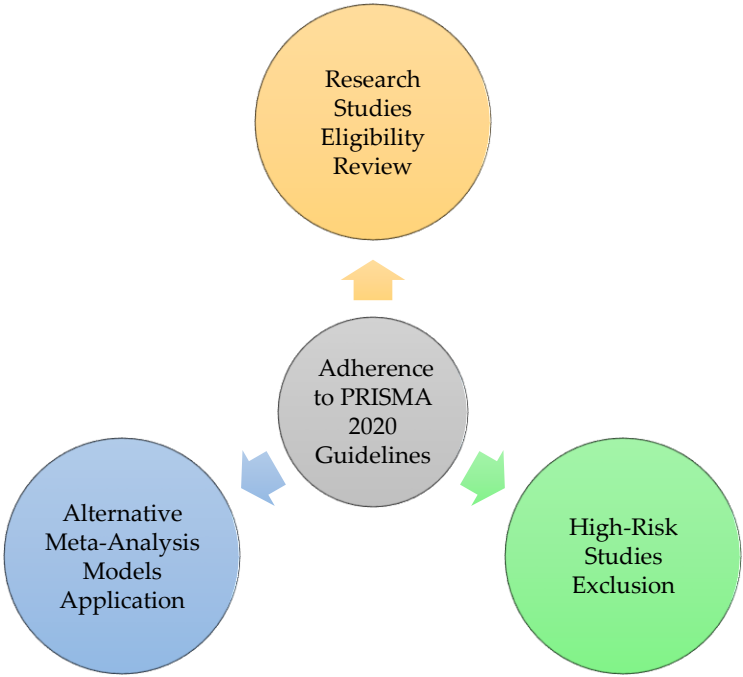 Research
Studies
Eligibility
Review
Adherence
to PRISMA
2020
Guidelines
Alternative
Meta-Analysis
Models
Application
High-Risk
Studies
Exclusion